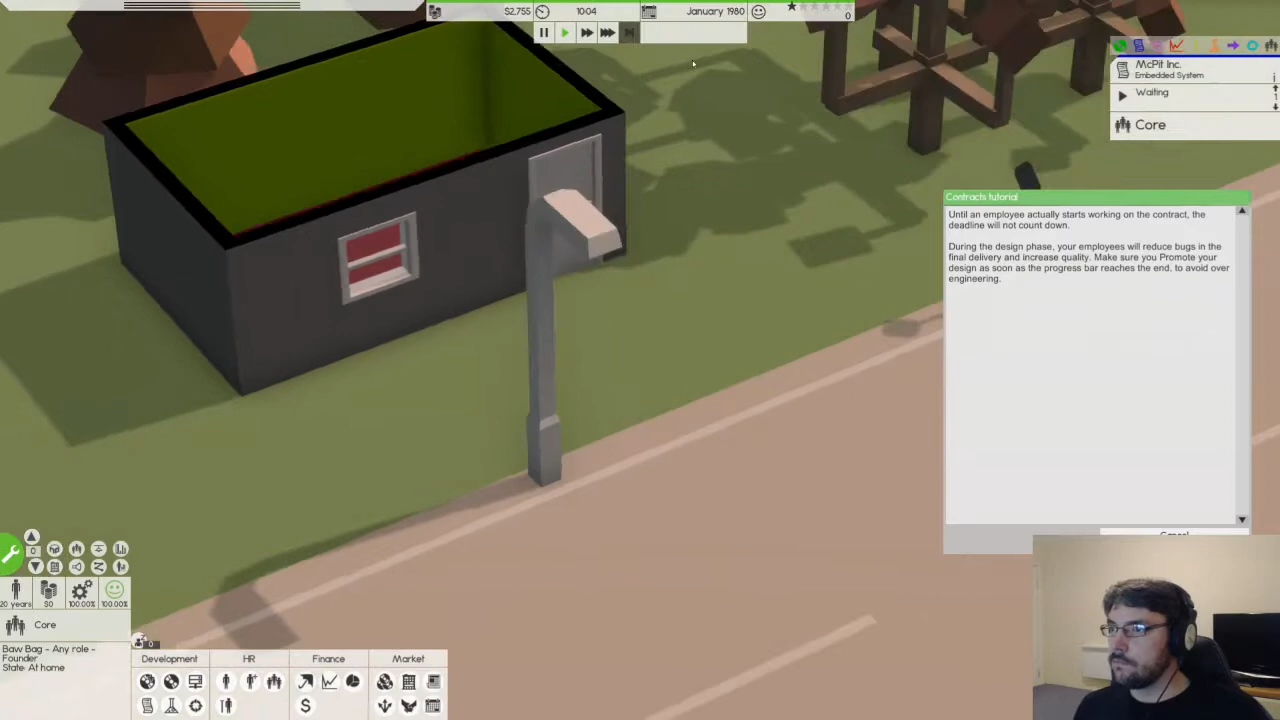 $2,755
10:04
January 1980
0
McPit Inc.
Embedded System
Waiting
1
Core
Contracts tutorial
Until an employee actually starts working on the contract, the
deadline will not count down.
During the design phase, your employees will reduce bugs in the
final delivery and increase quality. Make sure you Promote your
design as soon as the progress bar reaches the end, to avoid over
engineering.
0
20 years
$0
100.00%
100.00%
Core
Baw Bag - Any role -
Founder
State: At home
0
Development
HR
Finance
Market